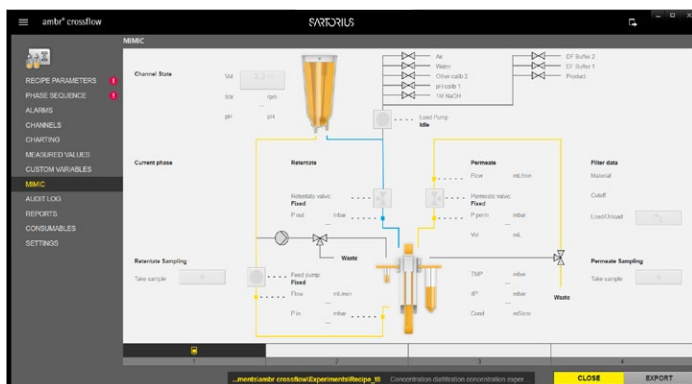 ambr® crossflow
SARTORIUS
MIMIC
RECIPE PARAMETERS
PHASE SEQUENCE
ALARMS
CHANNELS
CHARTING
MEASURED VALUES
CUSTOM VARIABLES
MIMIC
AUDIT LOG
REPORTS
CONSUMABLES
SETTINGS
Channel State
Vol
Stir rpm
pH pH
Air
Water
Other calib 2
pH calib 1
1M NaOH
DF Buffer 2
DF Buffer 1
Product
Feed Pump
Idle
Current phase
Retentate
Permeate
Filter data
Flow mL/min
Material
Retentate valve
Fixed
Permeate valve
Fixed
Cutoff
P out mbar
P perm mbar
Load/Unload
Vol mL
Waste
Retentate Sampling
Take sample
Feed pump
Fixed
Flow mL/min
P in mbar
TMP mbar
dP mbar
Cond mS/cm
Permeate Sampling
Take sample
Waste
1 2 3 4
...ments\ambr crossflow\Experiments\Recipe_fil
Concentration diafiltration concentration exper...
CLOSE
EXPORT